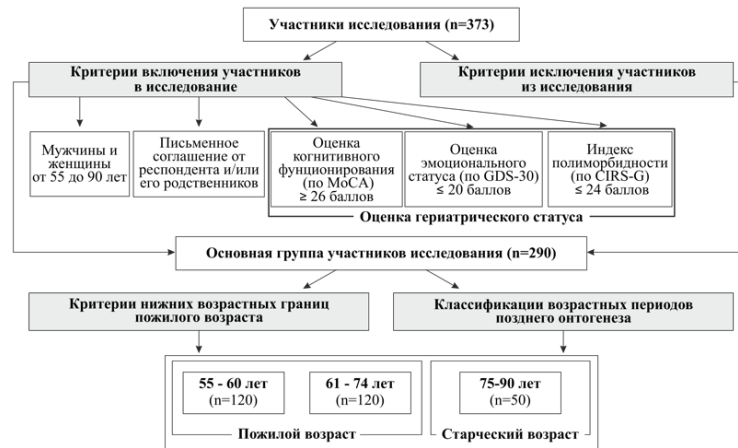 Участники исследования (n=373)
Критерии включения участников
в исследование
Критерии исключения участников
из исследования
Мужчины и
женщины
от 55 до 90 лет
Письменное
соглашение от
респондента и/или
его родственников
Оценка
когнитивного
фунционирования
(по MoCA)
≥ 26 баллов
Оценка
эмоционального
статуса (по GDS-30)
≤ 20 баллов
Индекс
полиморбидности
(по CIRS-G)
≤ 24 баллов
Оценка гериатрического статуса
Основная группа участников исследования (n=290)
Критерии нижних возрастных границ
пожилого возраста
Классификации возрастных периодов
позднего онтогенеза
55 - 60 лет
(n=120)
61 - 74 лет
(n=120)
75-90 лет
(n=50)
Пожилой возраст
Старческий возраст